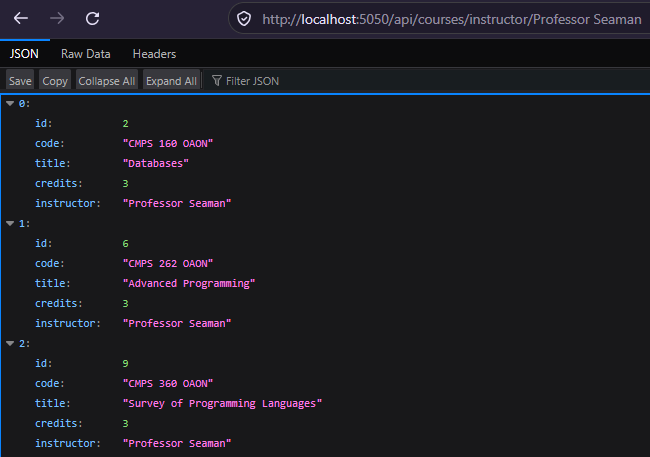 http://localhost:5050/api/courses/instructor/Professor Seaman
JSON Raw Data Headers
Save Copy Collapse All Expand All Filter JSON
0:
id: 2
code: "CMPS 160 OAON"
title: "Databases"
credits: 3
instructor: "Professor Seaman"
1:
id: 6
code: "CMPS 262 OAON"
title: "Advanced Programming"
credits: 3
instructor: "Professor Seaman"
2:
id: 9
code: "CMPS 360 OAON"
title: "Survey of Programming Languages"
credits: 3
instructor: "Professor Seaman"